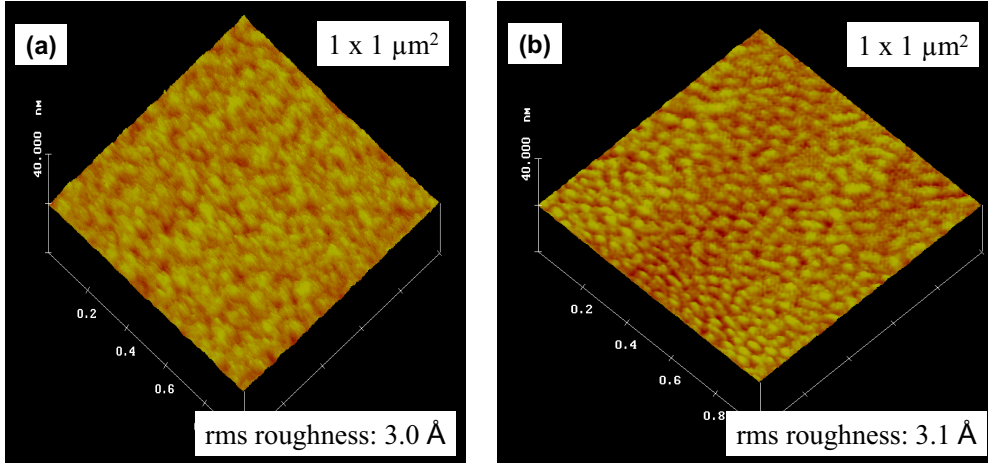 (a)
1 x 1 µm²
40.000 nM
0.2
0.4
0.6
rms roughness: 3.0 Å
(b)
1 x 1 µm²
40.000 nM
0.2
0.4
0.6
0.8
rms roughness: 3.1 Å